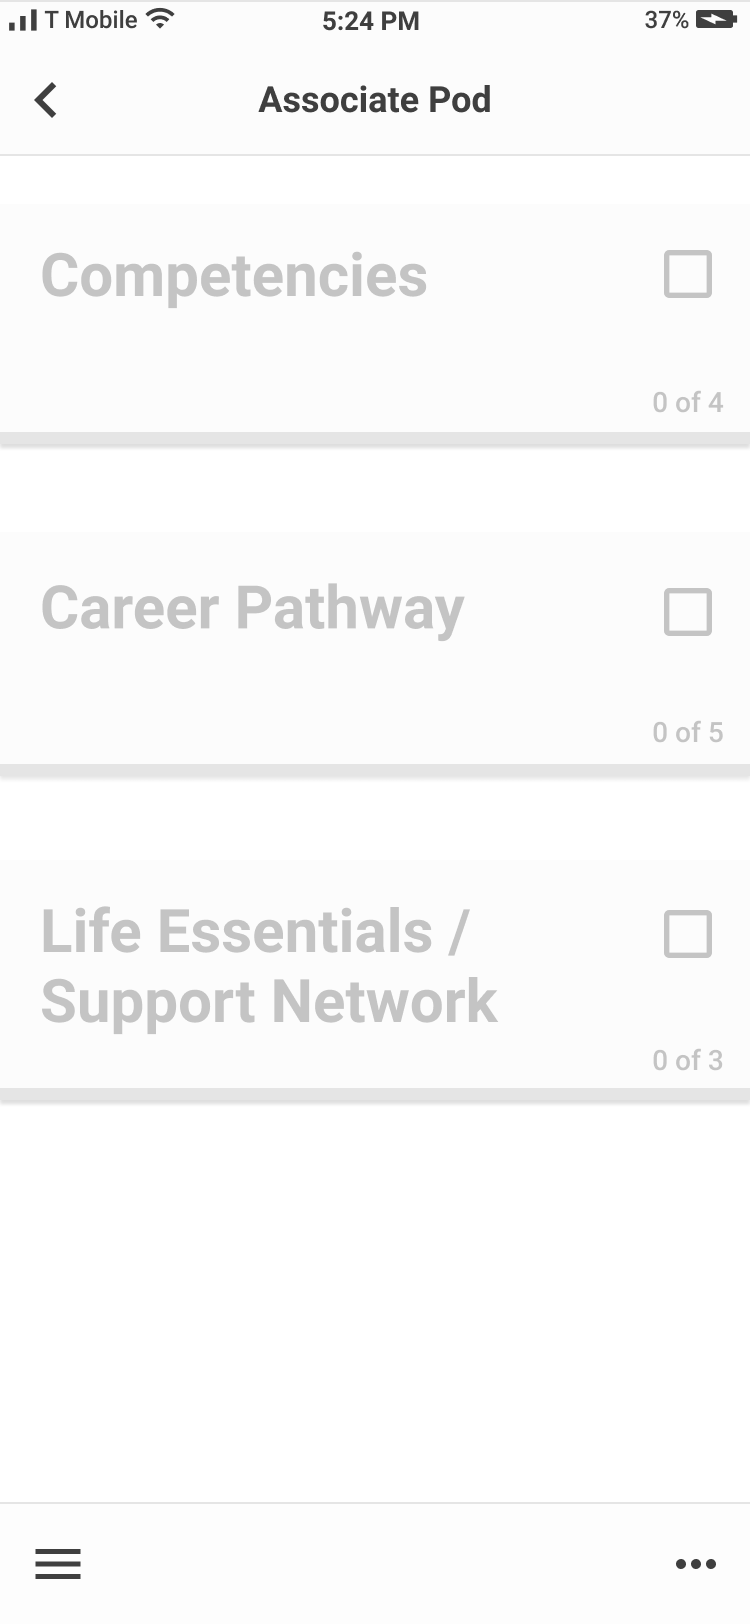 T Mobile 5:24 PM 37%
Associate Pod
Competencies
0 of 4
Career Pathway
0 of 5
Life Essentials /
Support Network
0 of 3